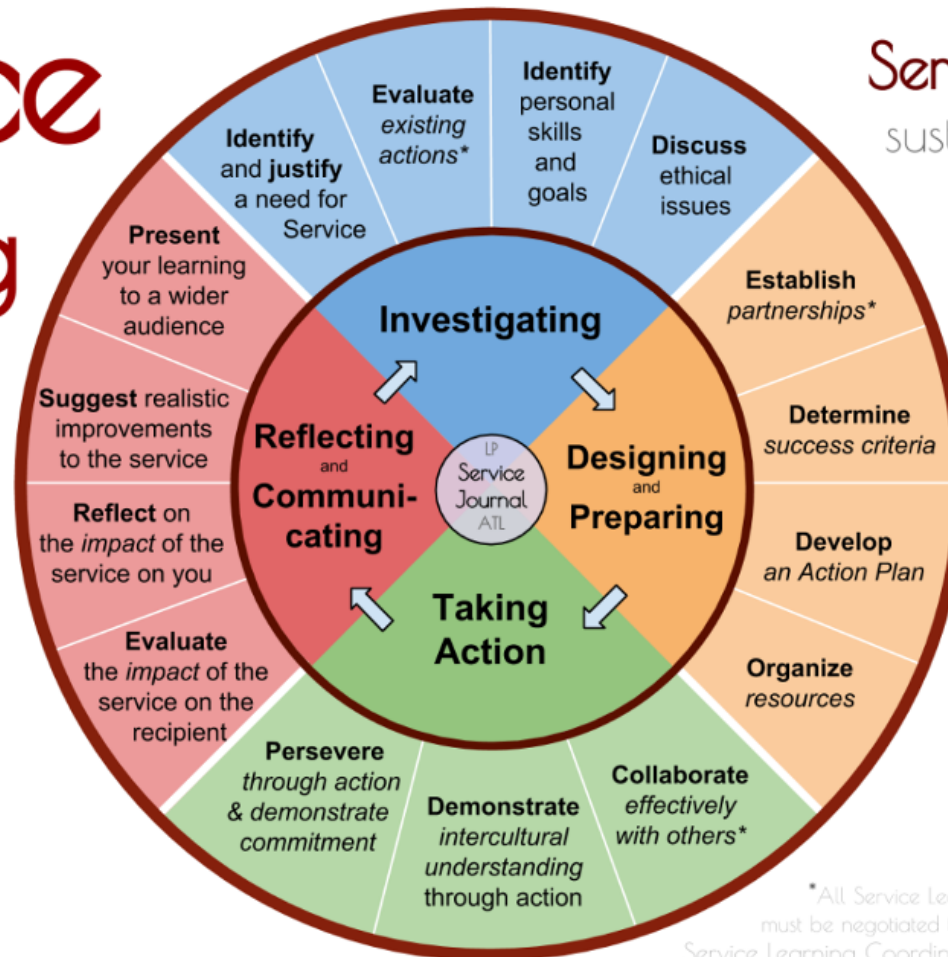 Identify
and justify
a need for
Service
Evaluate
existing
actions*
Identify
personal
skills
and
goals
Discuss
ethical
issues
Establish
partnerships*
Determine
success criteria
Develop
an Action Plan
Organize
resources
Collaborate
effectively
with others*
Demonstrate
intercultural
understanding
through action
Persevere
through action
& demonstrate
commitment
Evaluate
the impact of the
service on the
recipient
Reflect on
the impact of the
service on you
Suggest realistic
improvements
to the service
Present
your learning
to a wider
audience
Investigating
Designing
and
Preparing
Taking
Action
Reflecting
and
Communi-
cating
LP
Service
Journal
ATL
*All Service
must be negotiated
Service Learning